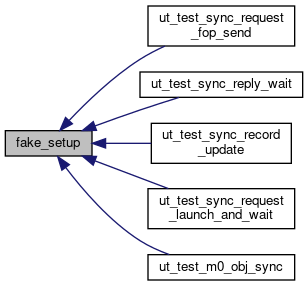 ut_test_sync_request
_fop_send
ut_test_sync_reply_wait
fake_setup
ut_test_sync_record
_update
ut_test_sync_request
_launch_and_wait
ut_test_m0_obj_sync